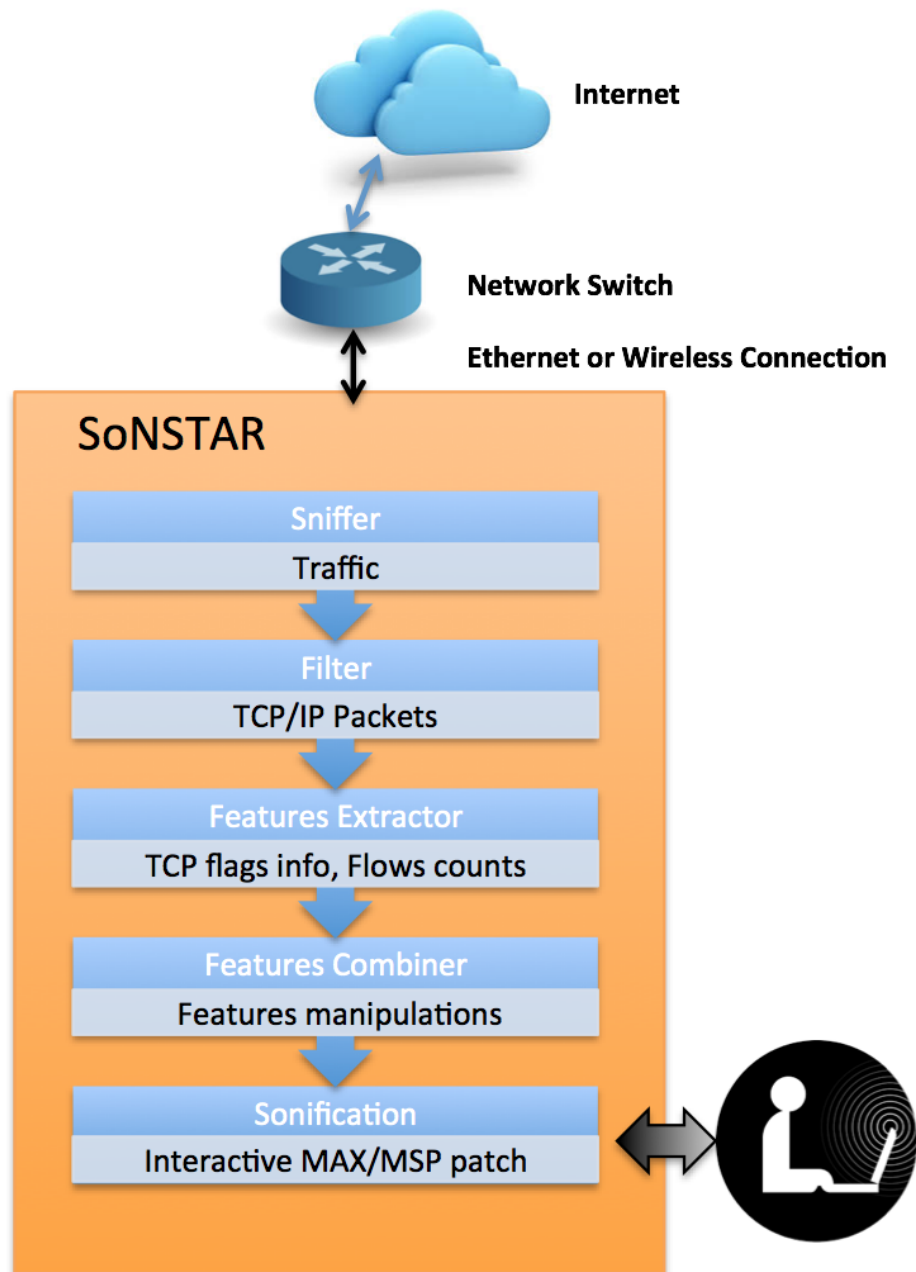 Internet
Network Switch
Ethernet or Wireless Connection
SoNSTAR
Sniffer
Traffic
Filter
TCP/IP Packets
Features Extractor
TCP flags info, Flows counts
Features Combiner
Features manipulations
Sonification
Interactive MAX/MSP patch